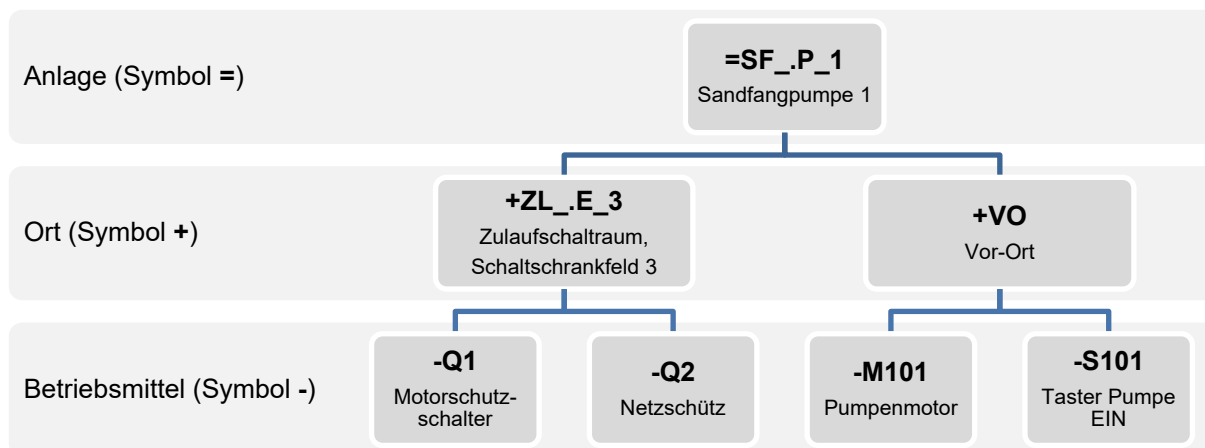 Anlage (Symbol =)
=SF_.P_1
Sandfangpumpe 1
Ort (Symbol +)
+ZL_.E_3
Zulaufschaltraum,
Schaltschrankfeld 3
+VO
Vor-Ort
Betriebsmittel (Symbol -)
-Q1
Motorschutz-
schalter
-Q2
Netzschütz
-M101
Pumpenmotor
-S101
Taster Pumpe
EIN